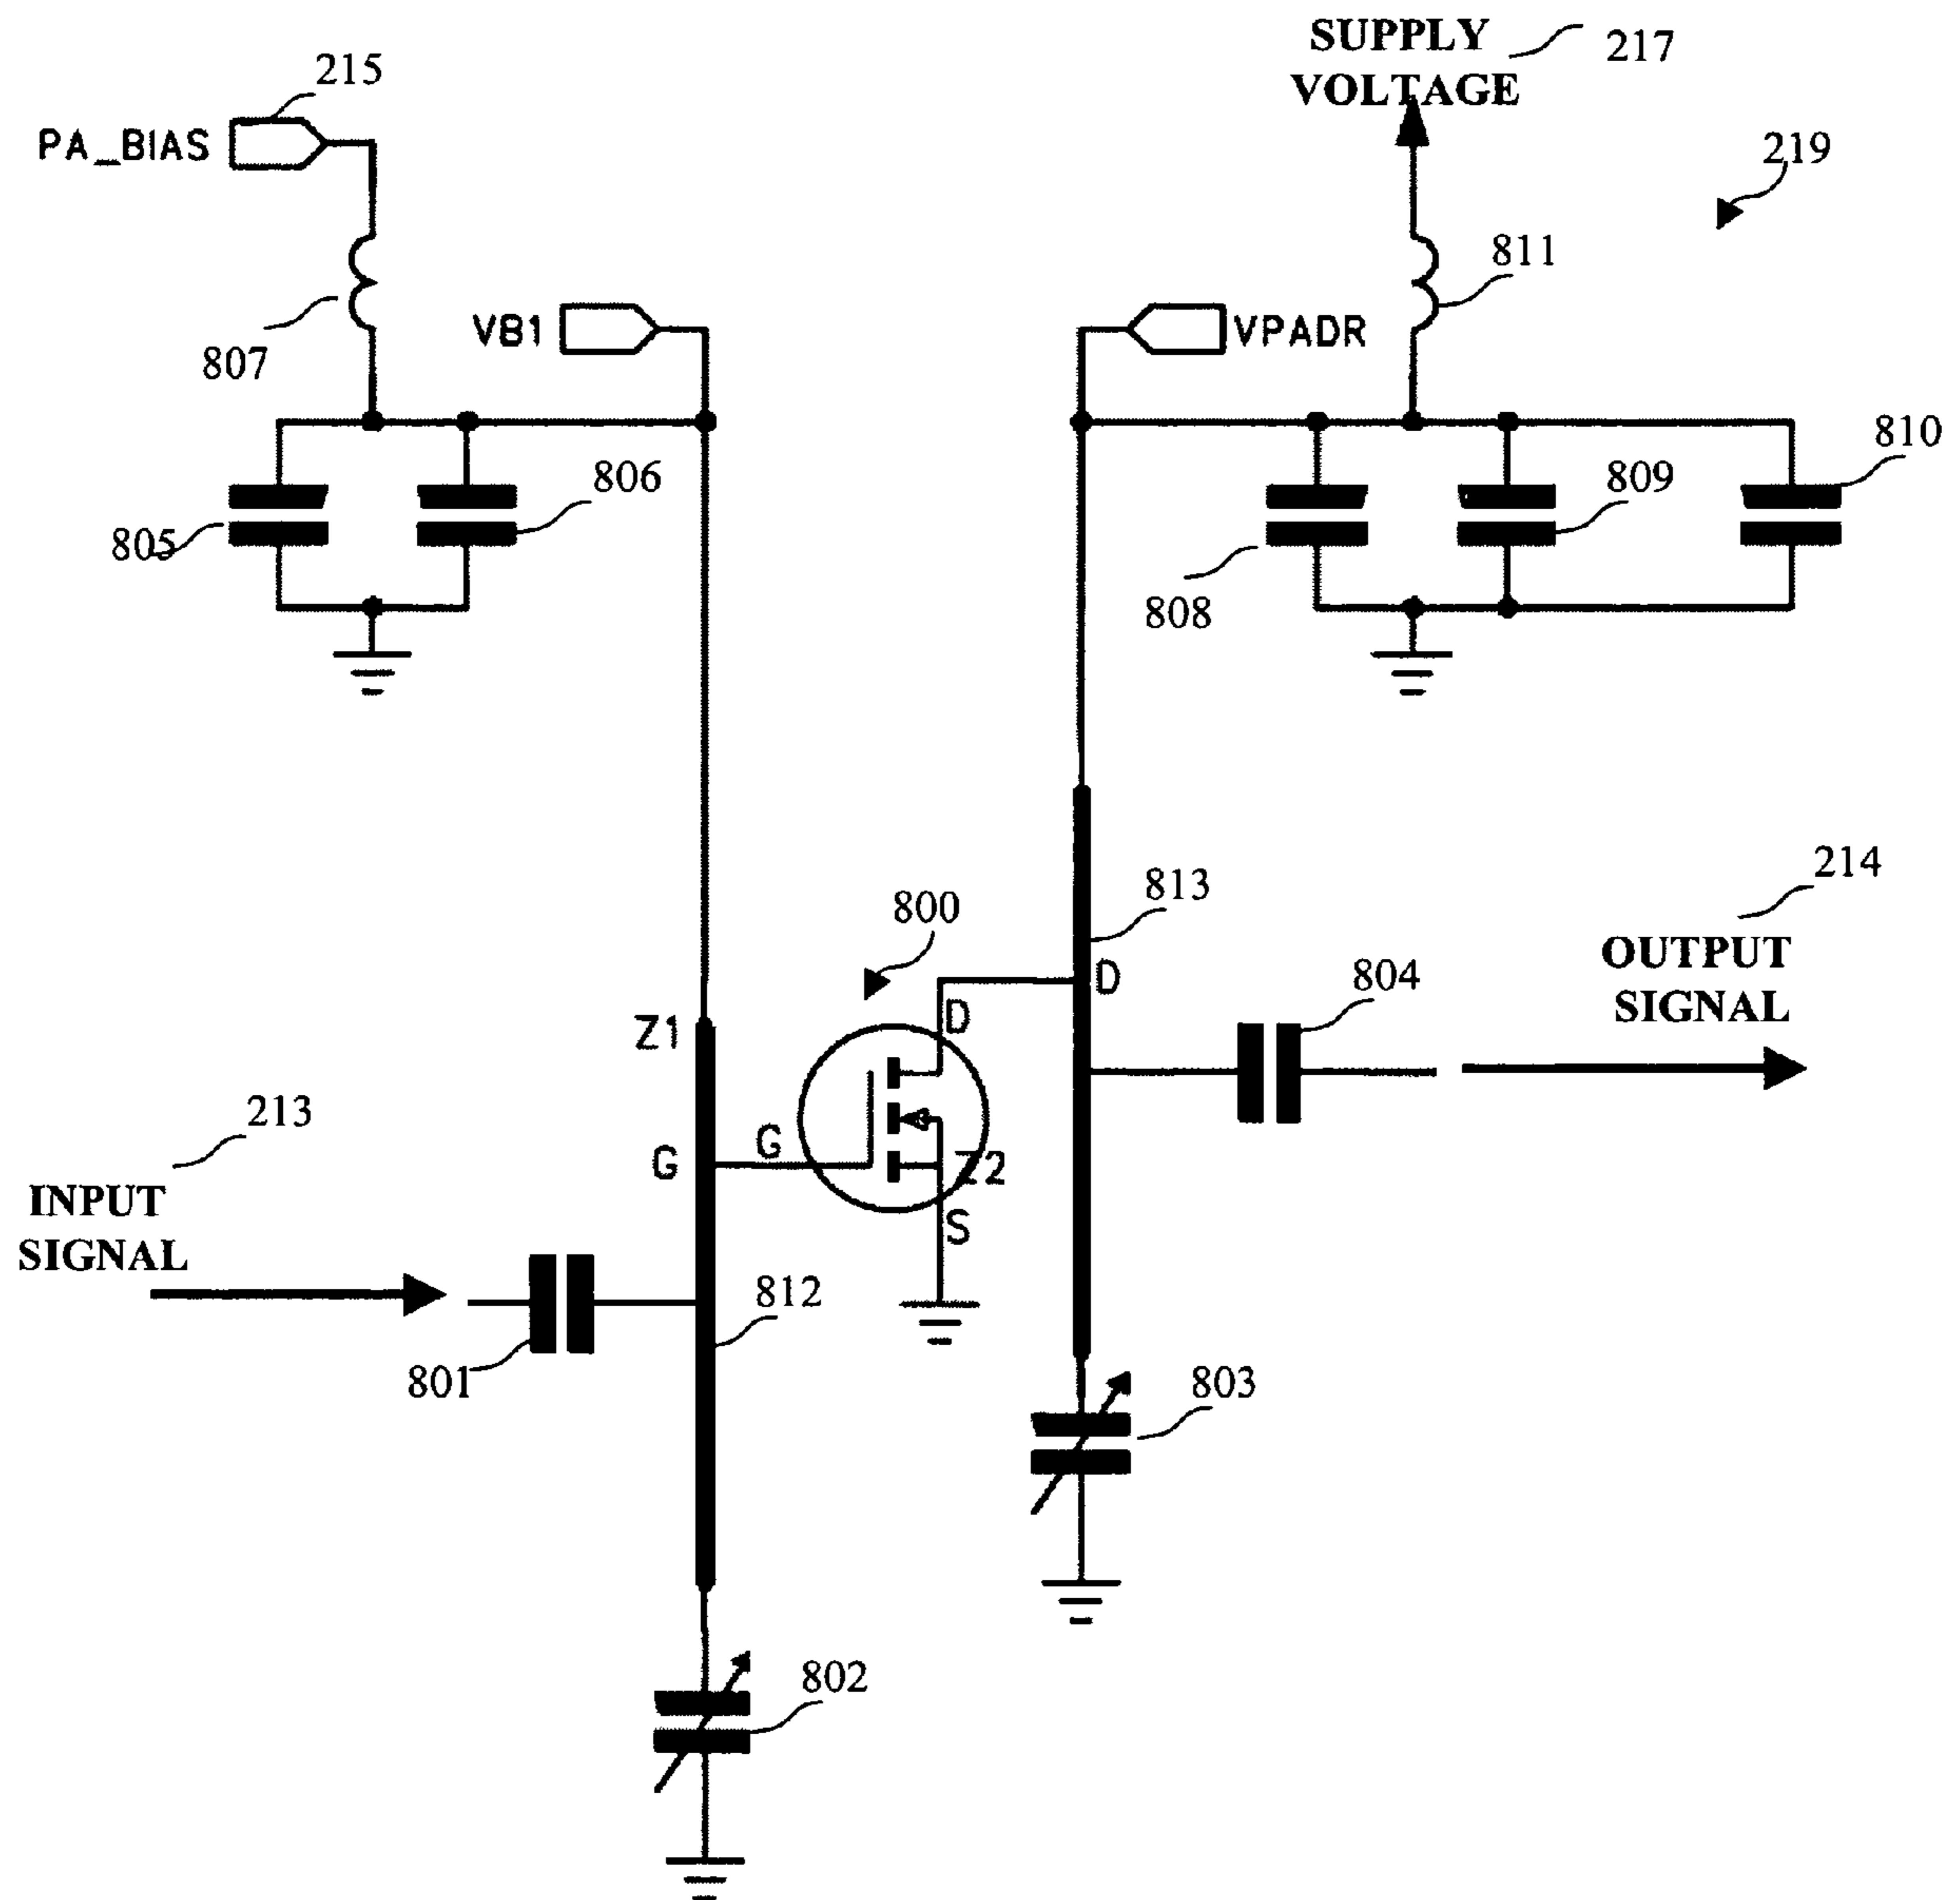 SUPPLY
VOLTAGE
217
215
PA_BIAS
219
811
807
VB1
VPADR
810
806
809
805
808
813
214
800
OUTPUT
SIGNAL
804
D
D
Z1
213
G
G
Z2
INPUT
SIGNAL
S
812
801
803
802